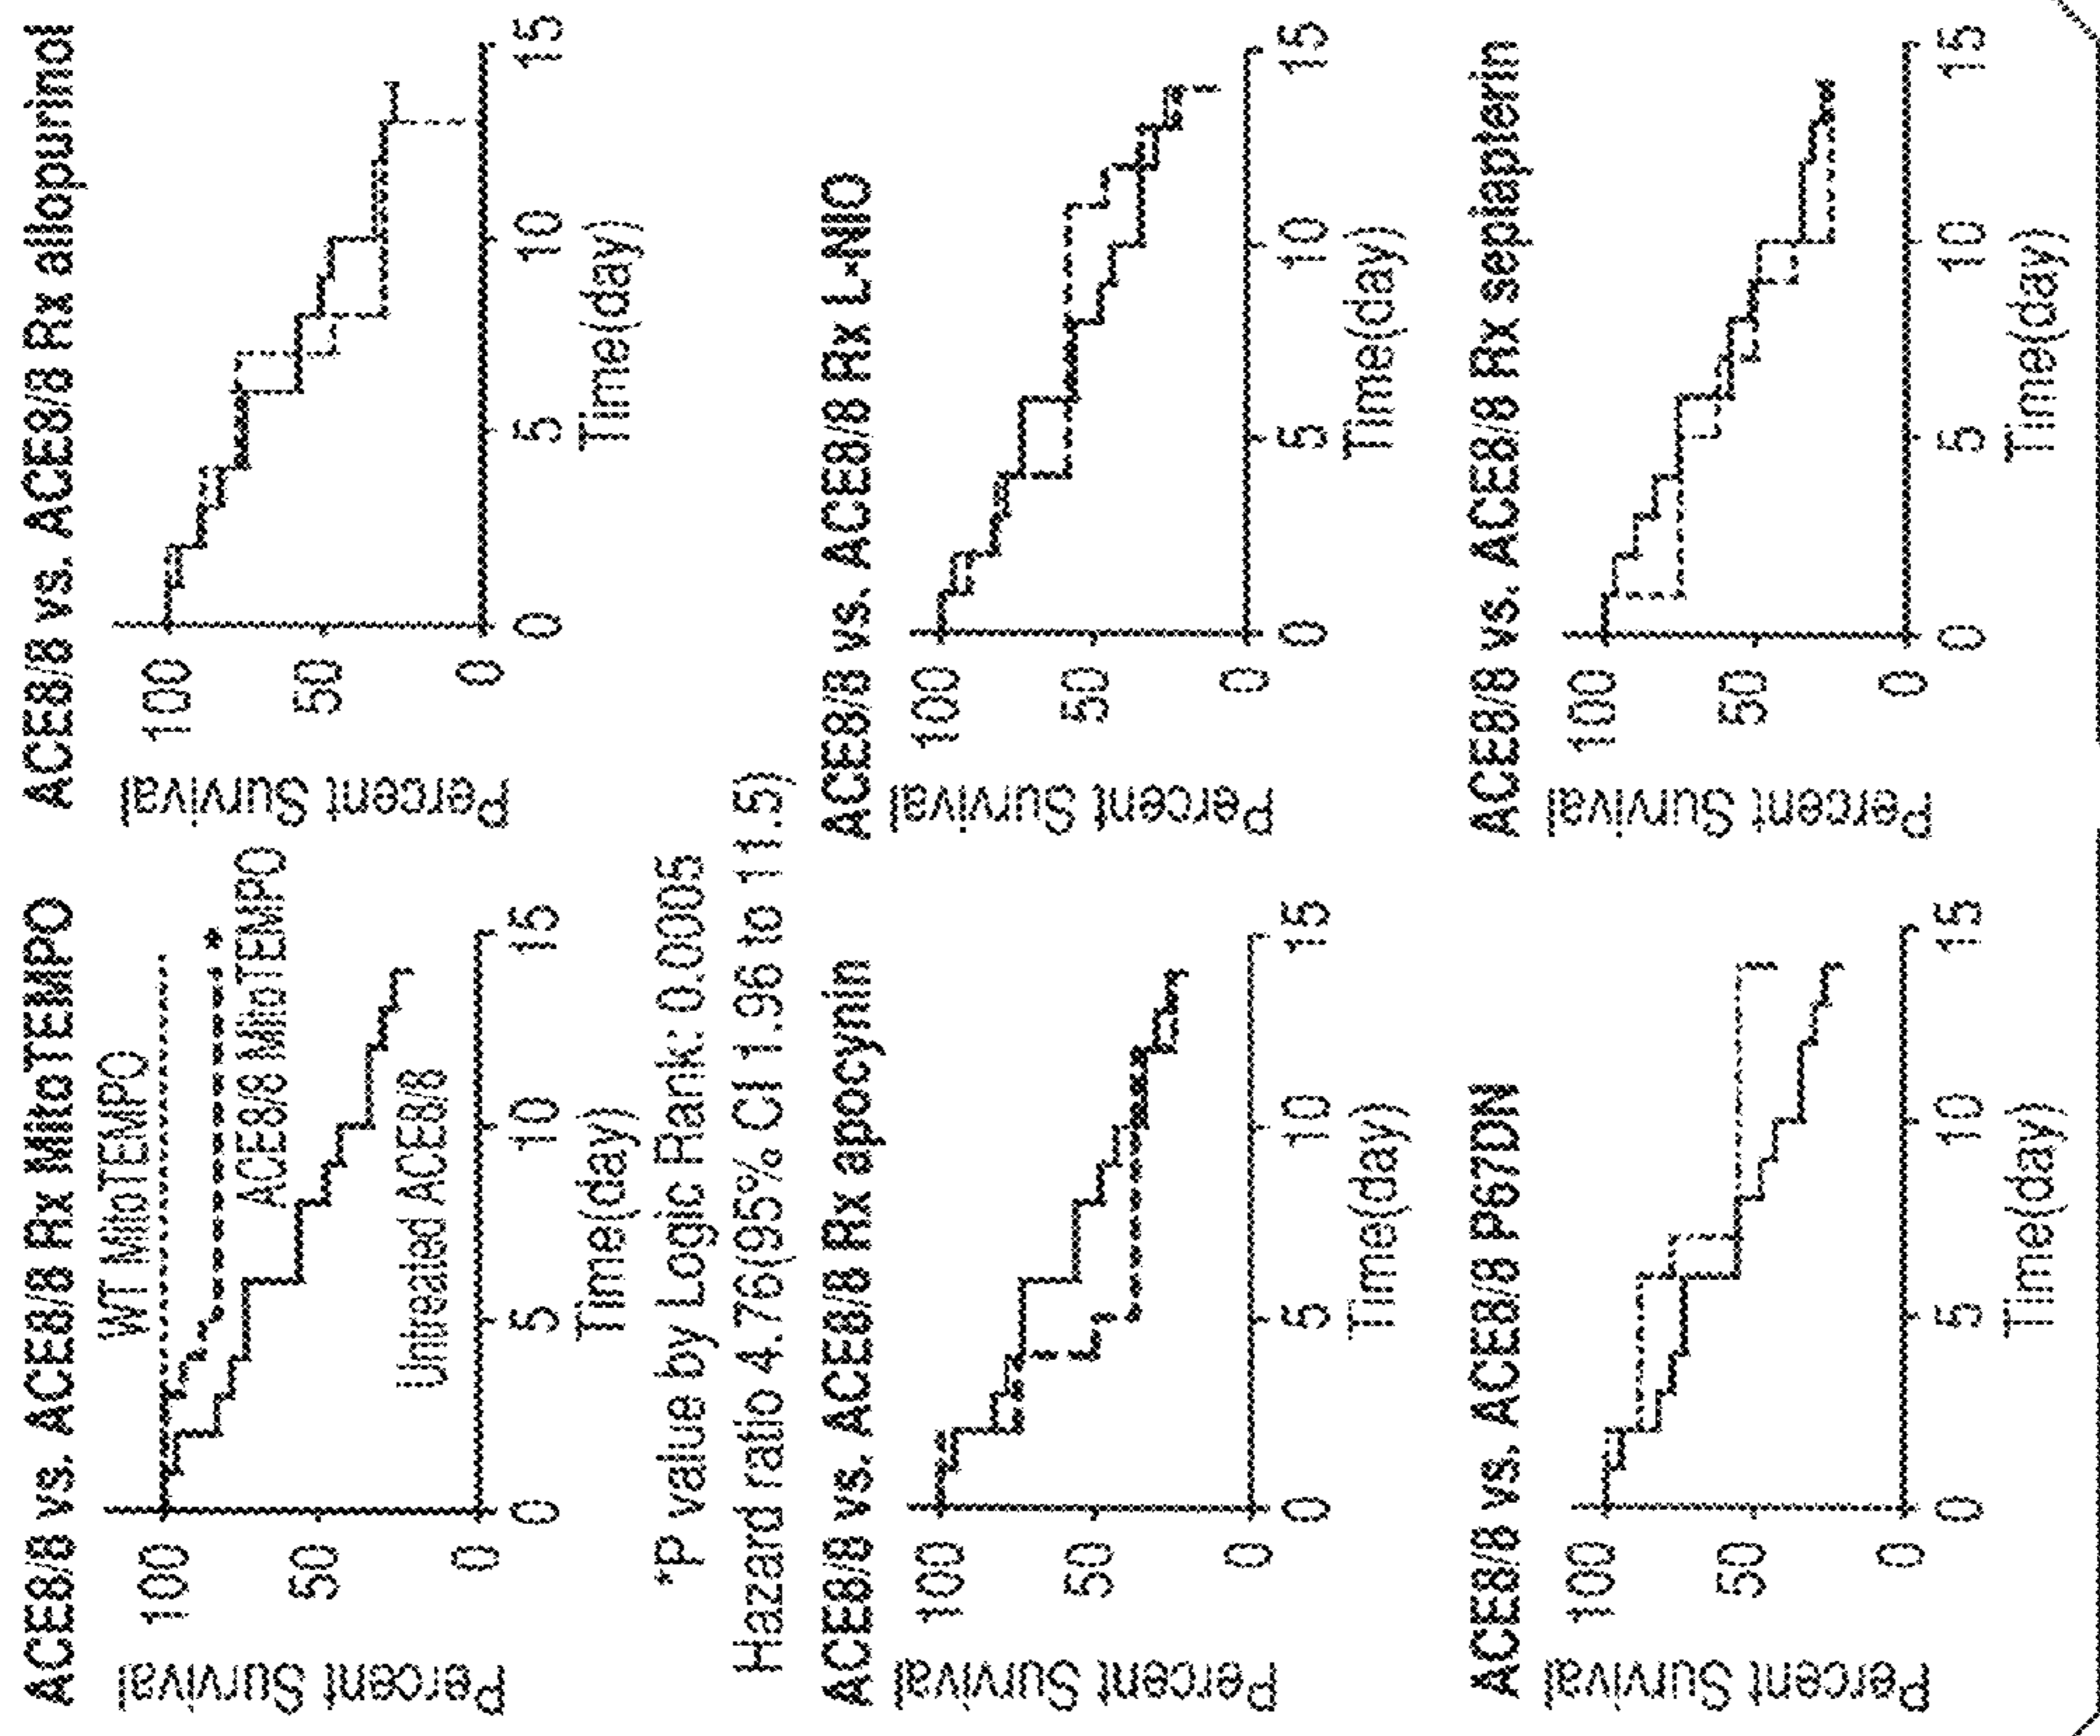 ACE8/8 vs. ACE8/8 Rx MitoTEMPO
WT MitoTEMPO
*
ACE8/8 MitoTEMPO
Untreated ACE8/8
Percent Survival
100
50
0
0 5 10 15
Time(day)
*P value by Logic Rank: 0.0005
Hazard ratio 4.76(95% CI 1.96 to 11.5)
ACE8/8 vs. ACE8/8 Rx allopurinol
Percent Survival
100
50
0
0 5 10 15
Time(day)
ACE8/8 vs. ACE8/8 Rx apocynin
Percent Survival
100
50
0
0 5 10 15
Time(day)
ACE8/8 vs. ACE8/8 Rx L-NIO
Percent Survival
100
50
0
0 5 10 15
Time(day)
ACE8/8 vs. ACE8/8 P67DN
Percent Survival
100
50
0
0 5 10 15
Time(day)
ACE8/8 vs. ACE8/8 Rx sepiapterin
Percent Survival
100
50
0
0 5 10 15
Time(day)